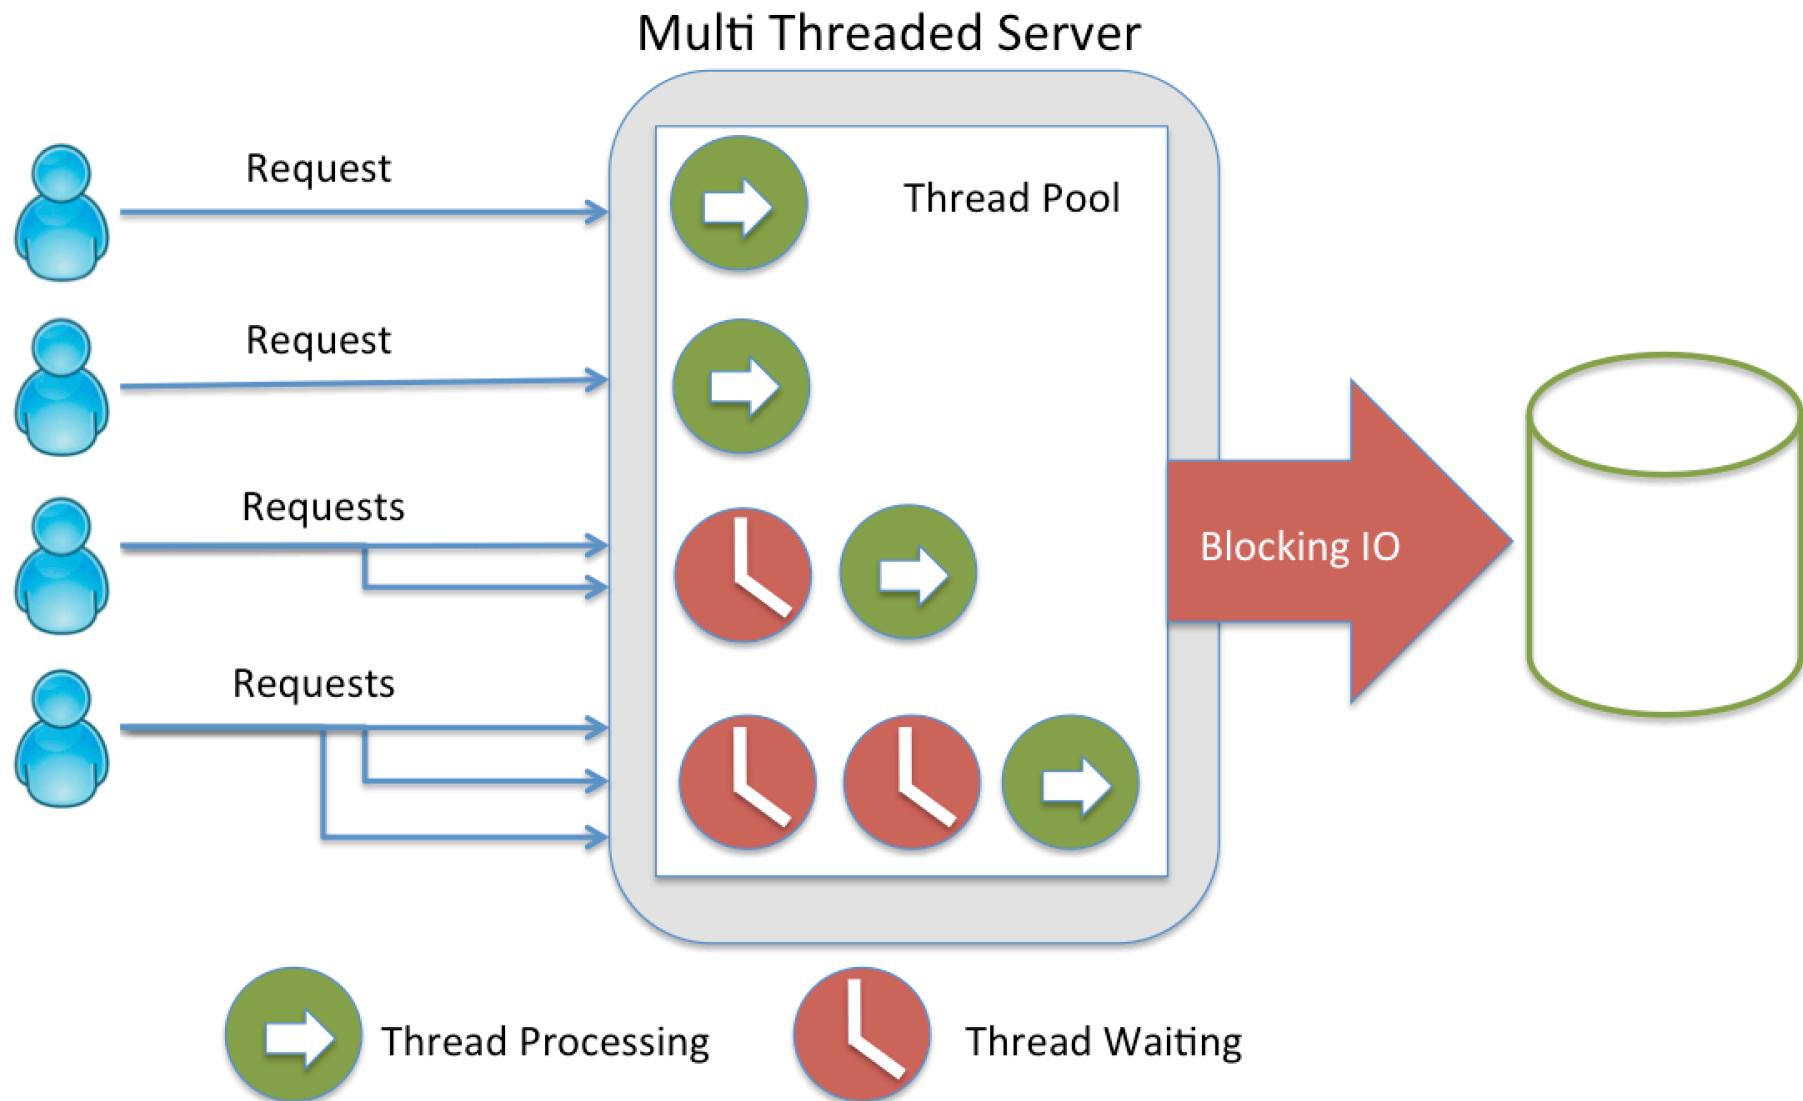 Multi Threaded Server
Request
Thread Pool
Request
Requests
Blocking IO
Requests
Thread Processing
Thread Waiting